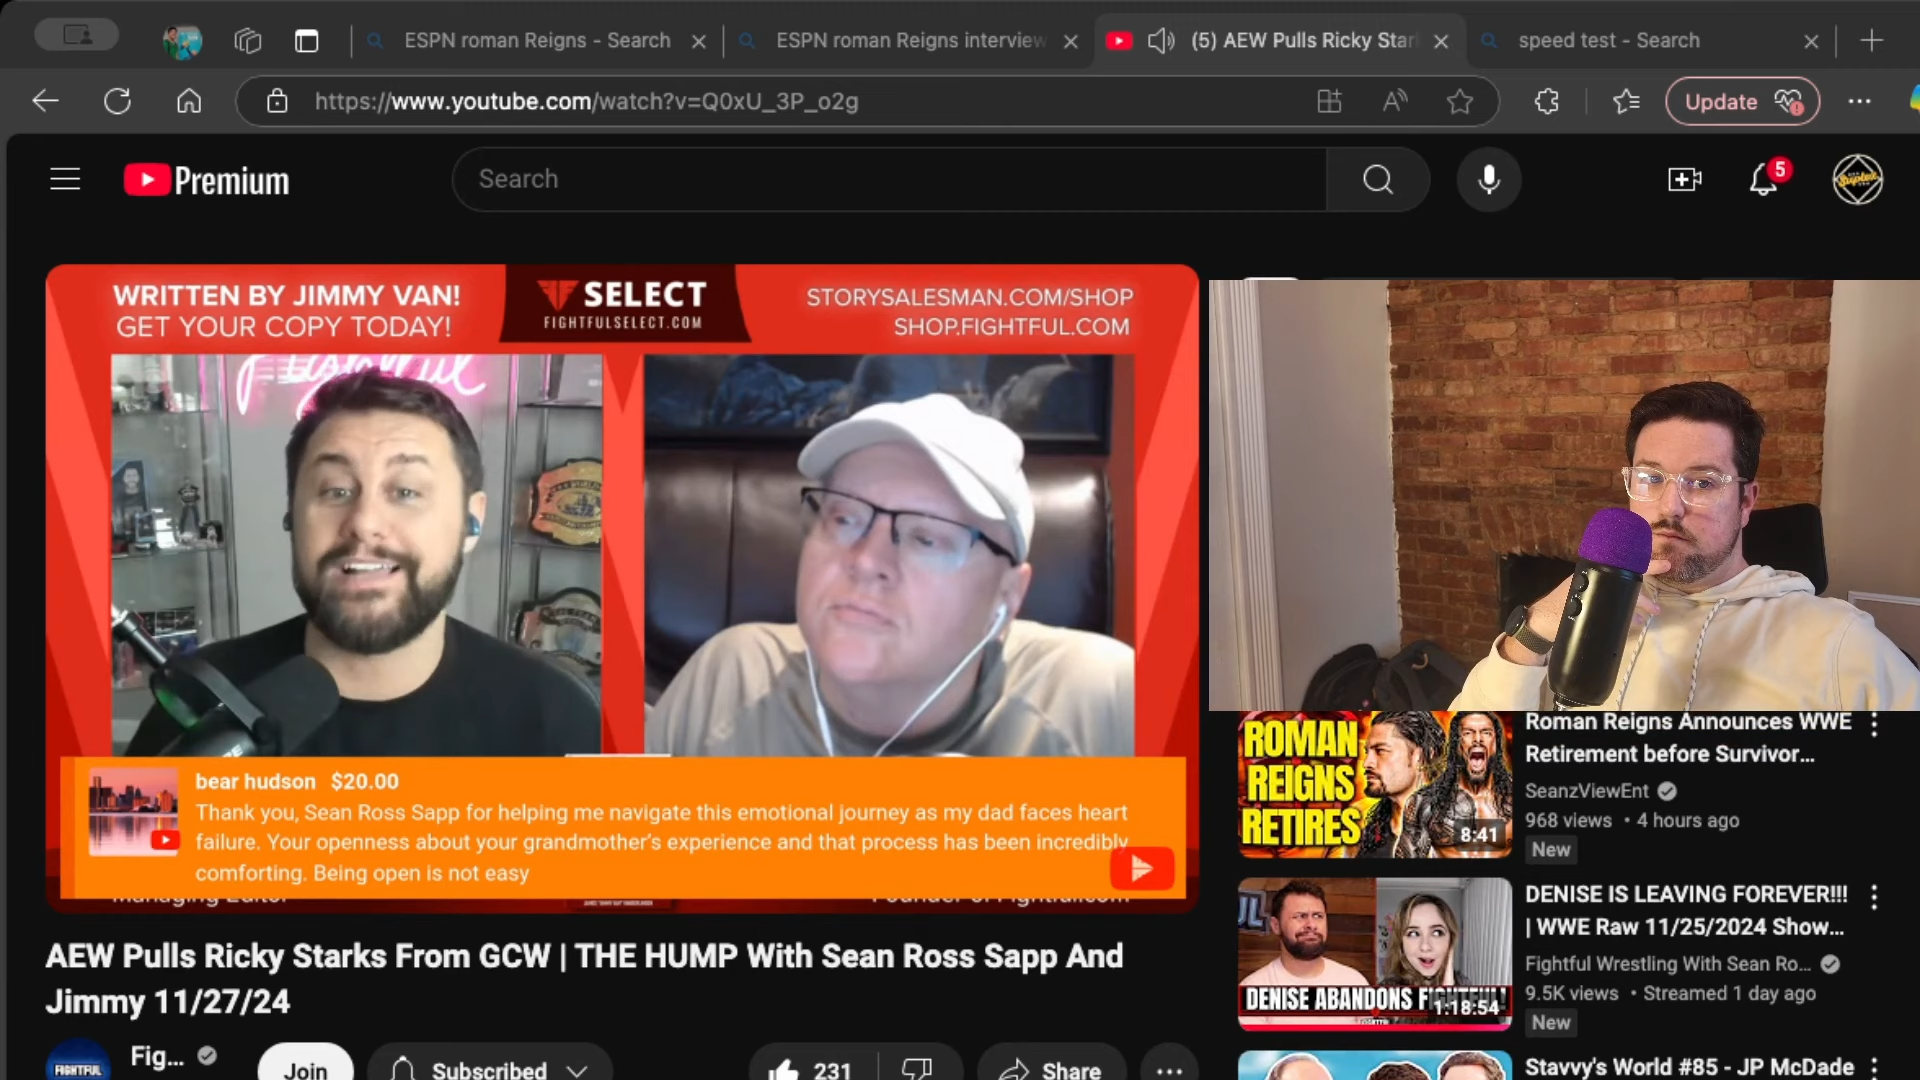 ESPN roman Reigns - Search
ESPN roman Reigns interview
(5) AEW Pulls Ricky Star
speed test - Search
https://www.youtube.com/watch?v=Q0xU_3P_o2g
Update
Premium
Search
5
WRITTEN BY JIMMY VAN!
GET YOUR COPY TODAY!
SELECT
FIGHTFULSELECT.COM
STORYSALESMAN.COM/SHOP
SHOP.FIGHTFUL.COM
bear hudson $20.00
Thank you, Sean Ross Sapp for helping me navigate this emotional journey as my dad faces heart
failure. Your openness about your grandmother's experience and that process has been incredibly
comforting. Being open is not easy
AEW Pulls Ricky Starks From GCW | THE HUMP With Sean Ross Sapp And
Jimmy 11/27/24
FIGHTFUL
Fig...
Join
Subscribed
231
Share
ROMAN
REIGNS
RETIRES
8:41
Roman Reigns Announces WWE
Retirement before Survivor...
SeanzViewEnt
968 views • 4 hours ago
New
DENISE ABANDONS FIGHTFUL!
1:18:54
DENISE IS LEAVING FOREVER!!!
| WWE Raw 11/25/2024 Show...
Fightful Wrestling With Sean Ro...
9.5K views • Streamed 1 day ago
New
Stavvy's World #85 - JP McDade